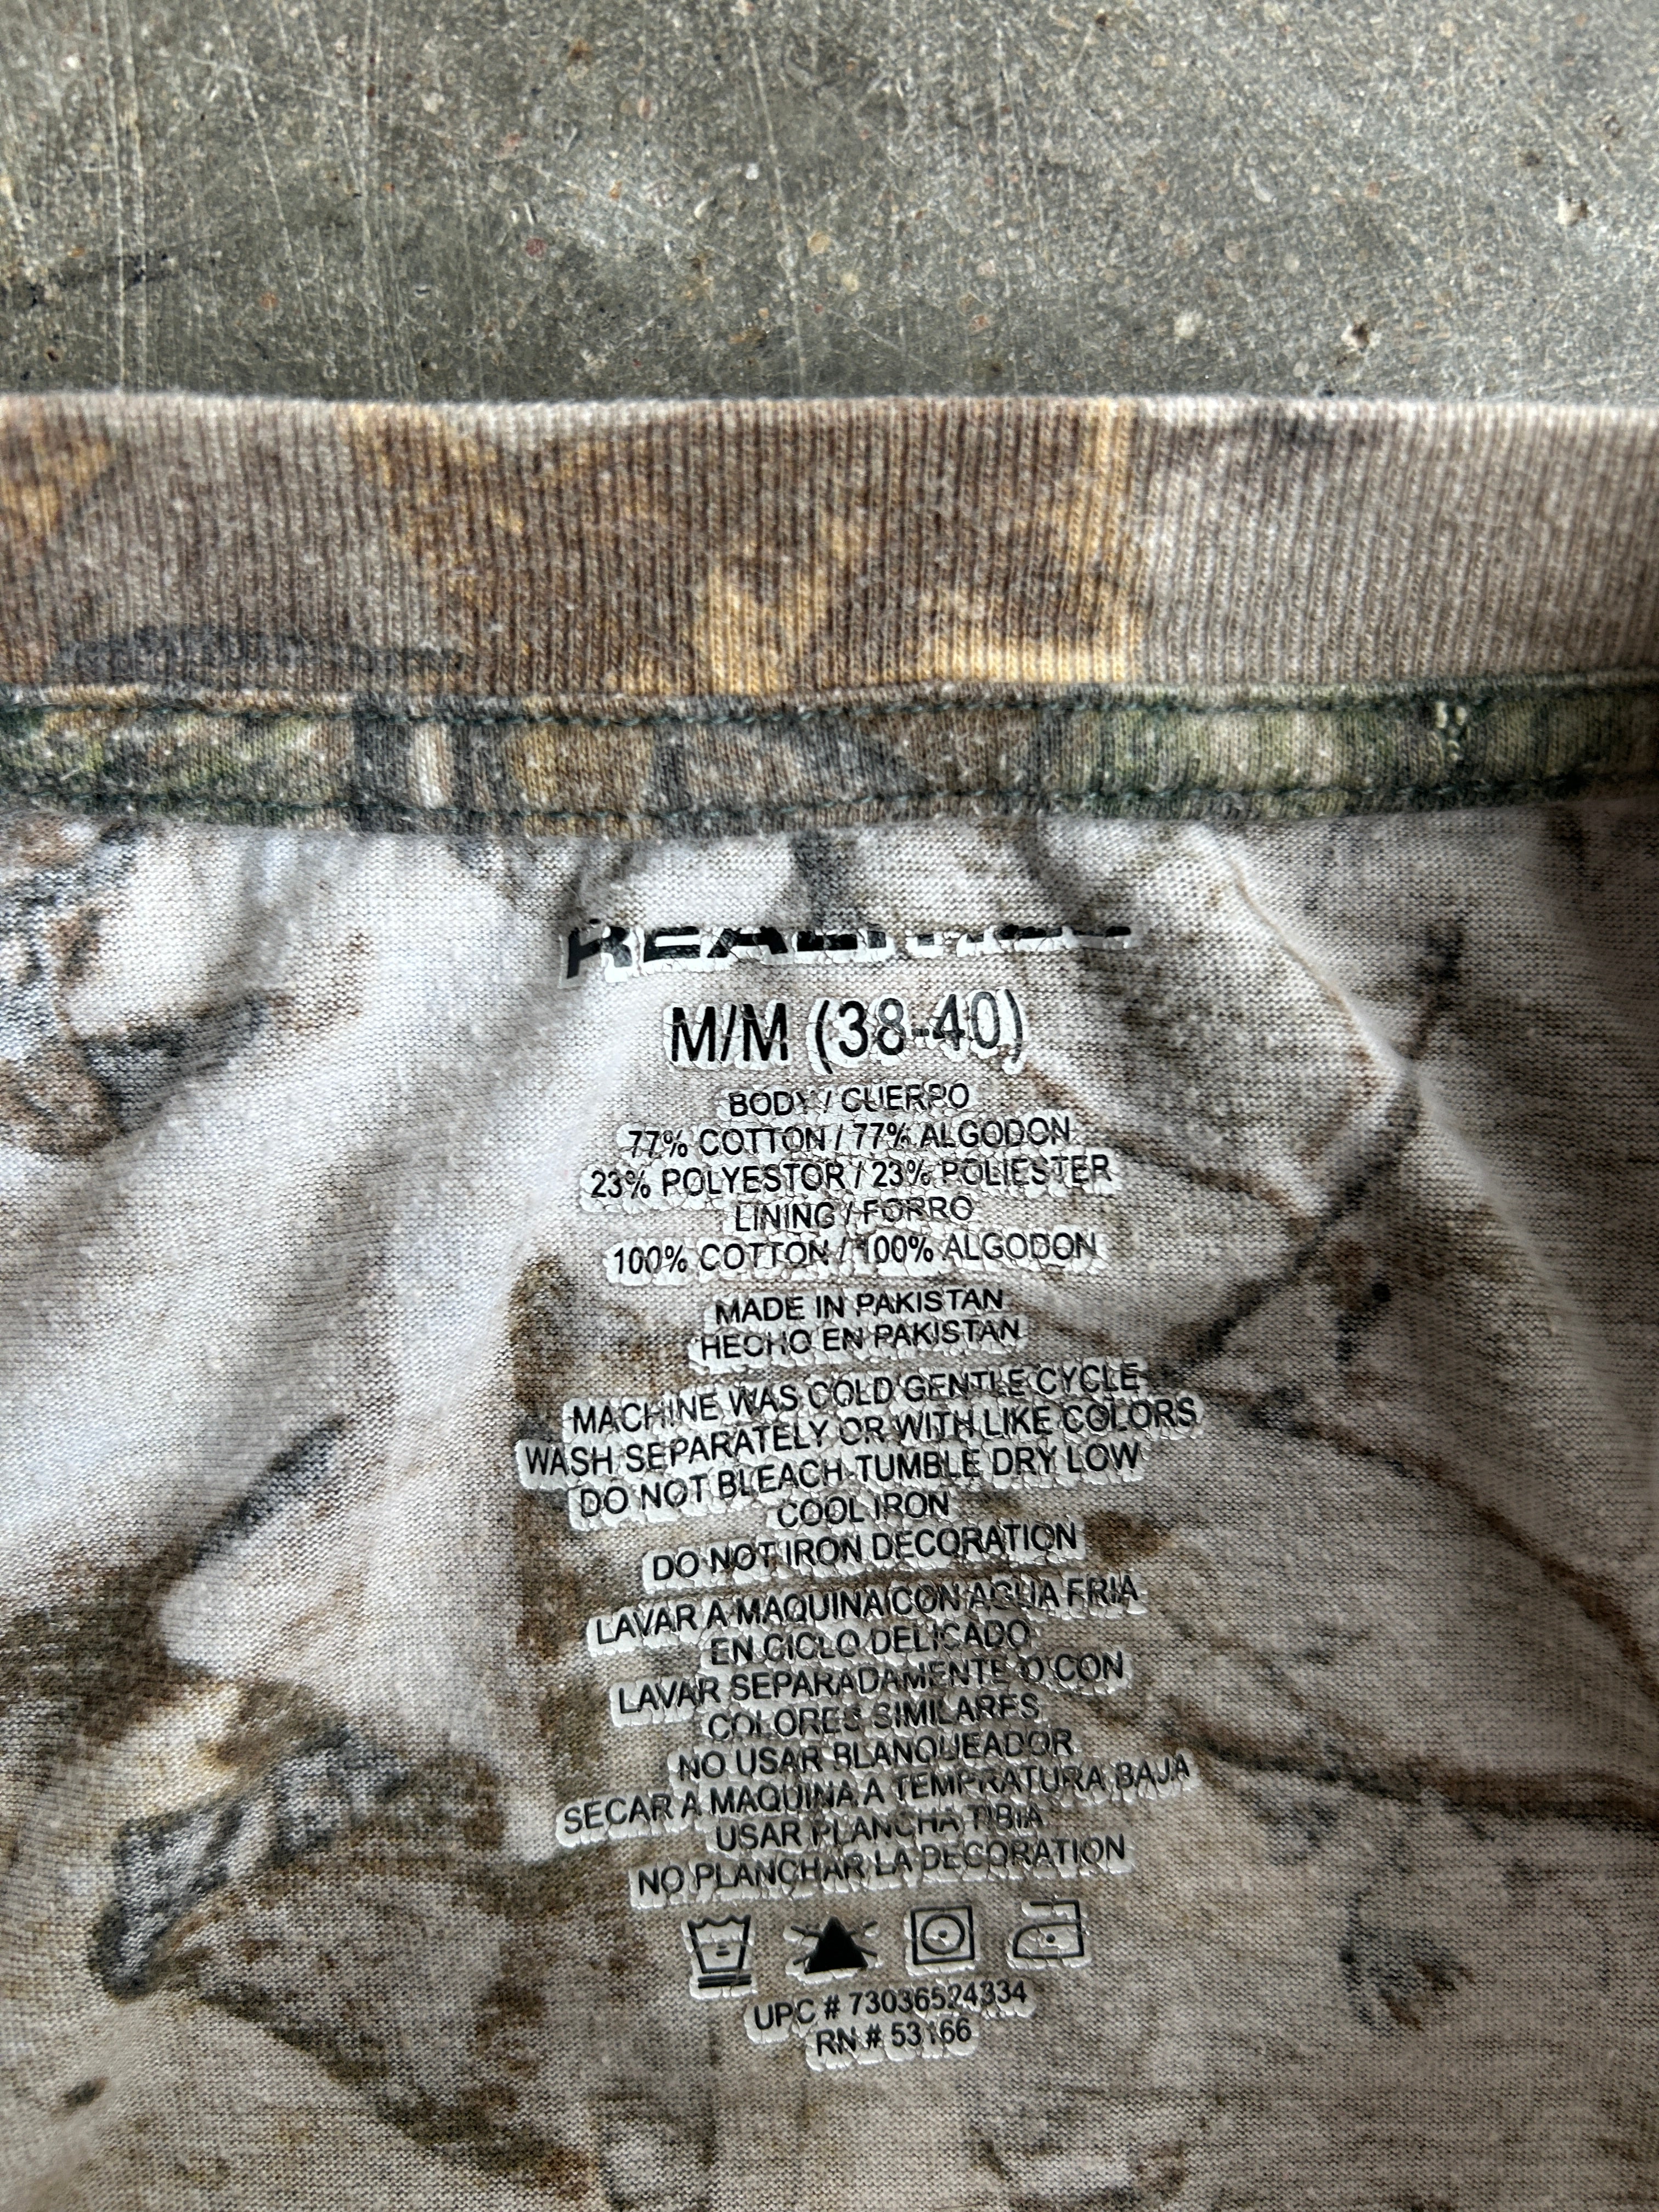 REALTREE
M/M (38-40)
BODY / CUERPO
77% COTTON / 77% ALGODON
23% POLYESTOR / 23% POLIESTER
LINING / FORRO
100% COTTON / 100% ALGODON
MADE IN PAKISTAN
HECHO EN PAKISTAN
MACHINE WAS COLD GENTLE CYCLE
WASH SEPARATELY OR WITH LIKE COLORS
DO NOT BLEACH TUMBLE DRY LOW
COOL IRON
DO NOT IRON DECORATION
LAVAR A MAQUINA CON AGUA FRIA
EN CICLO DELICADO
LAVAR SEPARADAMENTE O CON
COLORES SIMILARES
NO USAR BLANQUEADOR
SECAR A MAQUINA A TEMPRATURA BAJA
USAR PLANCHA TIBIA
NO PLANCHAR LA DECORATION
UPC # 73036524334
RN # 53166